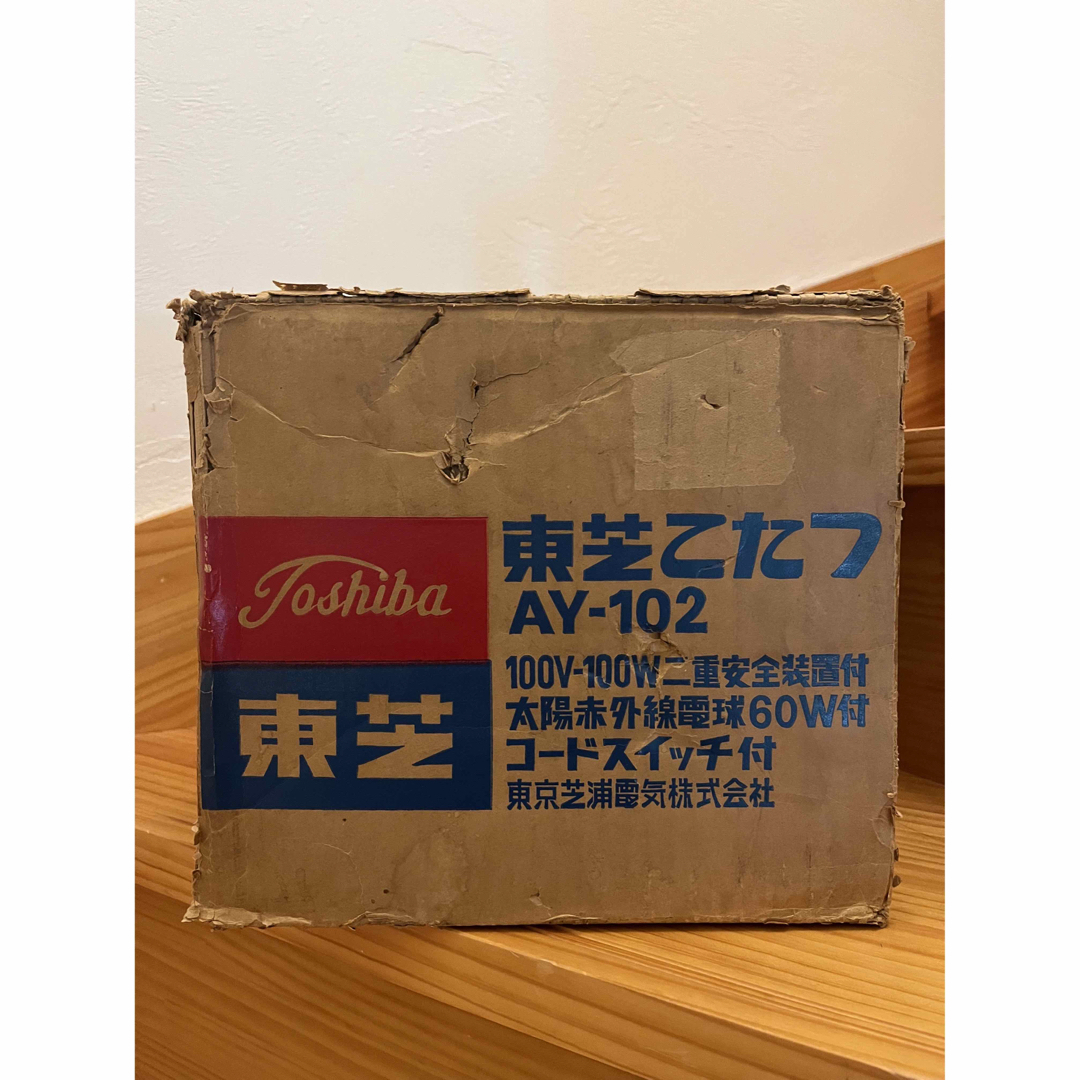 Toshiba
東芝
東芝こたつ
AY-102
100V-100W二重安全装置付
太陽赤外線電球60W付
コードスイッチ付
東京芝浦電気株式会社